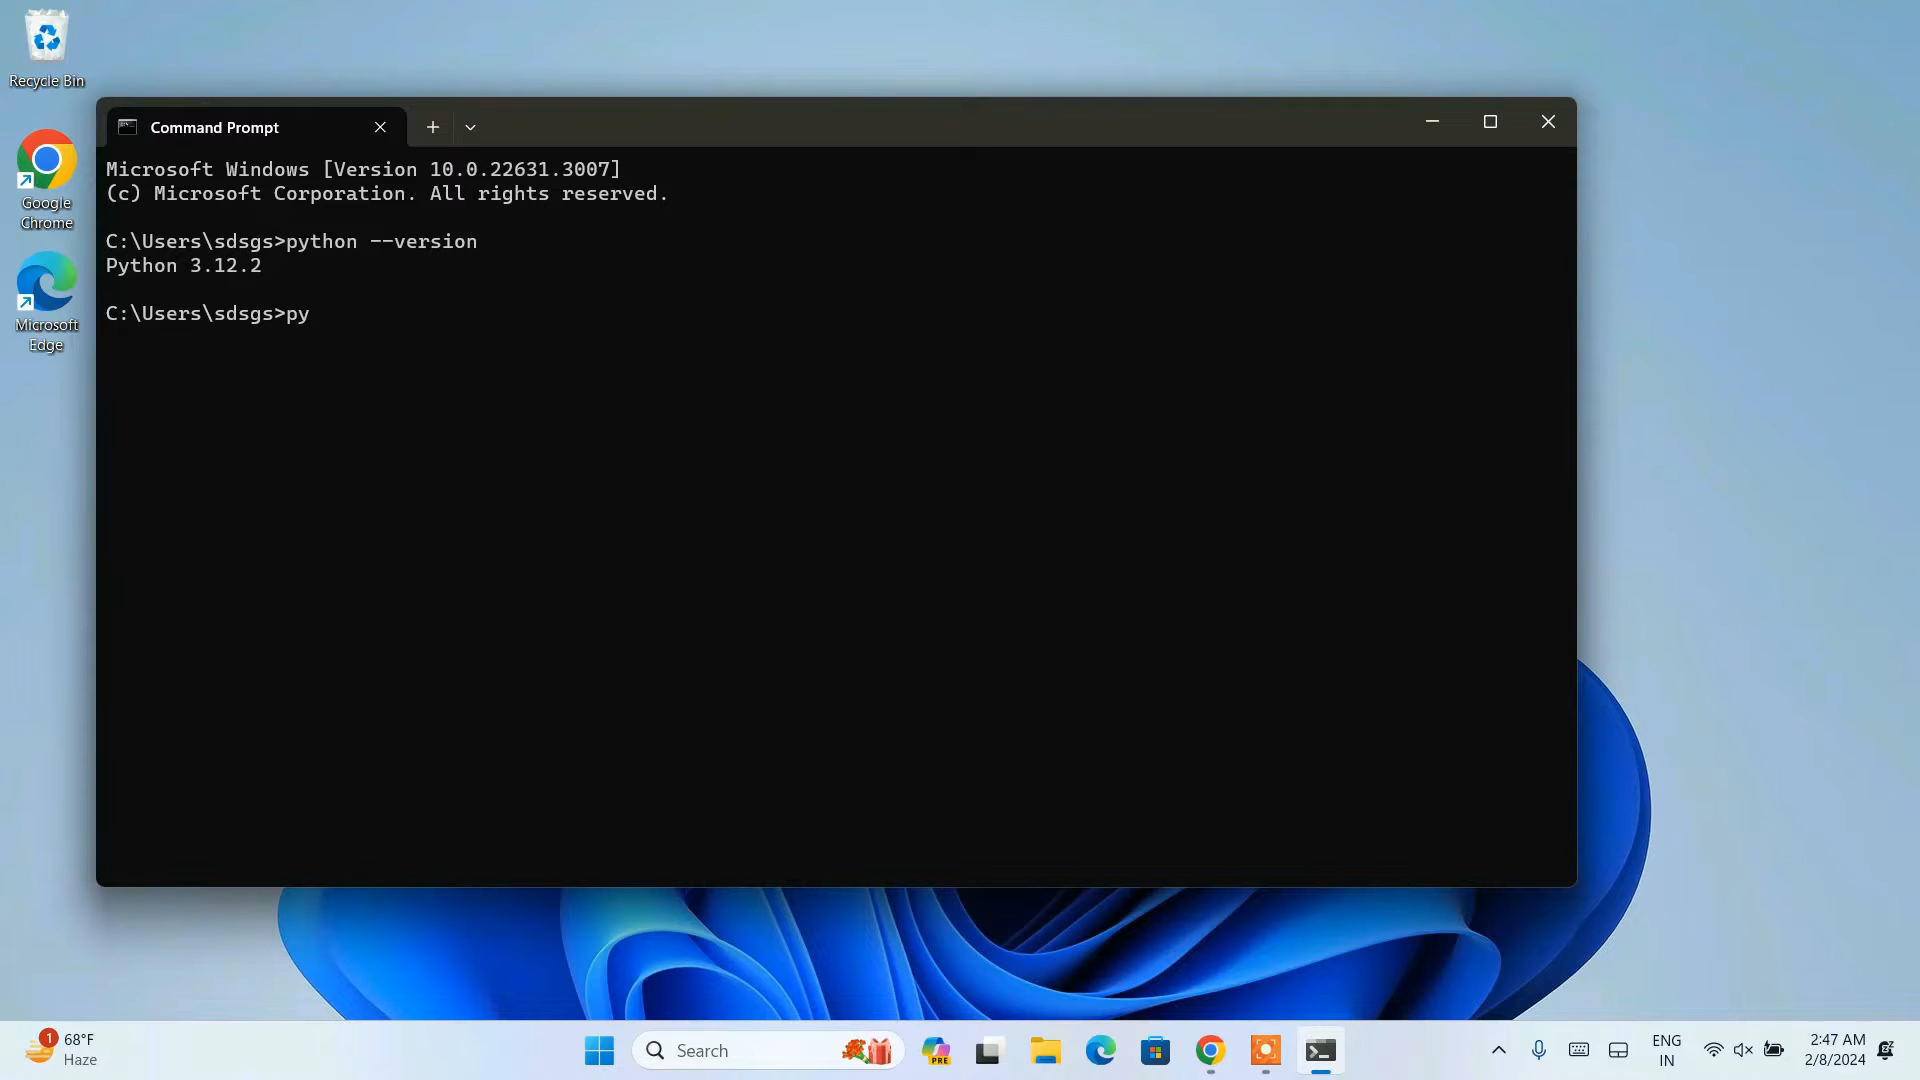 Recycle Bin
Google
Chrome
Microsoft
Edge
Command Prompt
Microsoft Windows [Version 10.0.22631.3007]
(c) Microsoft Corporation. All rights reserved.
C:\Users\sdsgs>python --version
Python 3.12.2
C:\Users\sdsgs>py
1
68°F
Haze
Search
PRE
ENG
IN
2:47 AM
2/8/2024